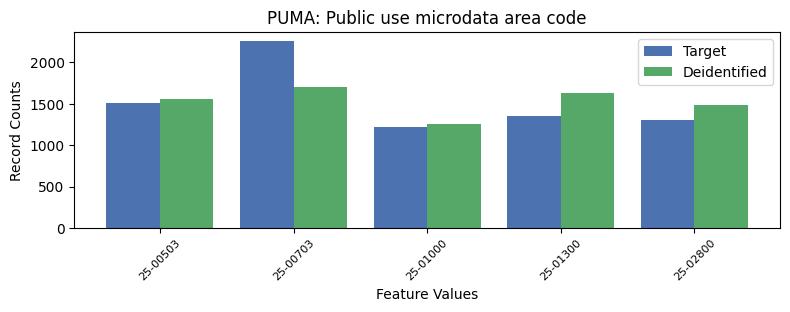 PUMA: Public use microdata area code
Target
Deidentified
Record Counts
2000
1500
1000
500
0
25-00503
25-00703
25-01000
25-01300
25-02800
Feature Values